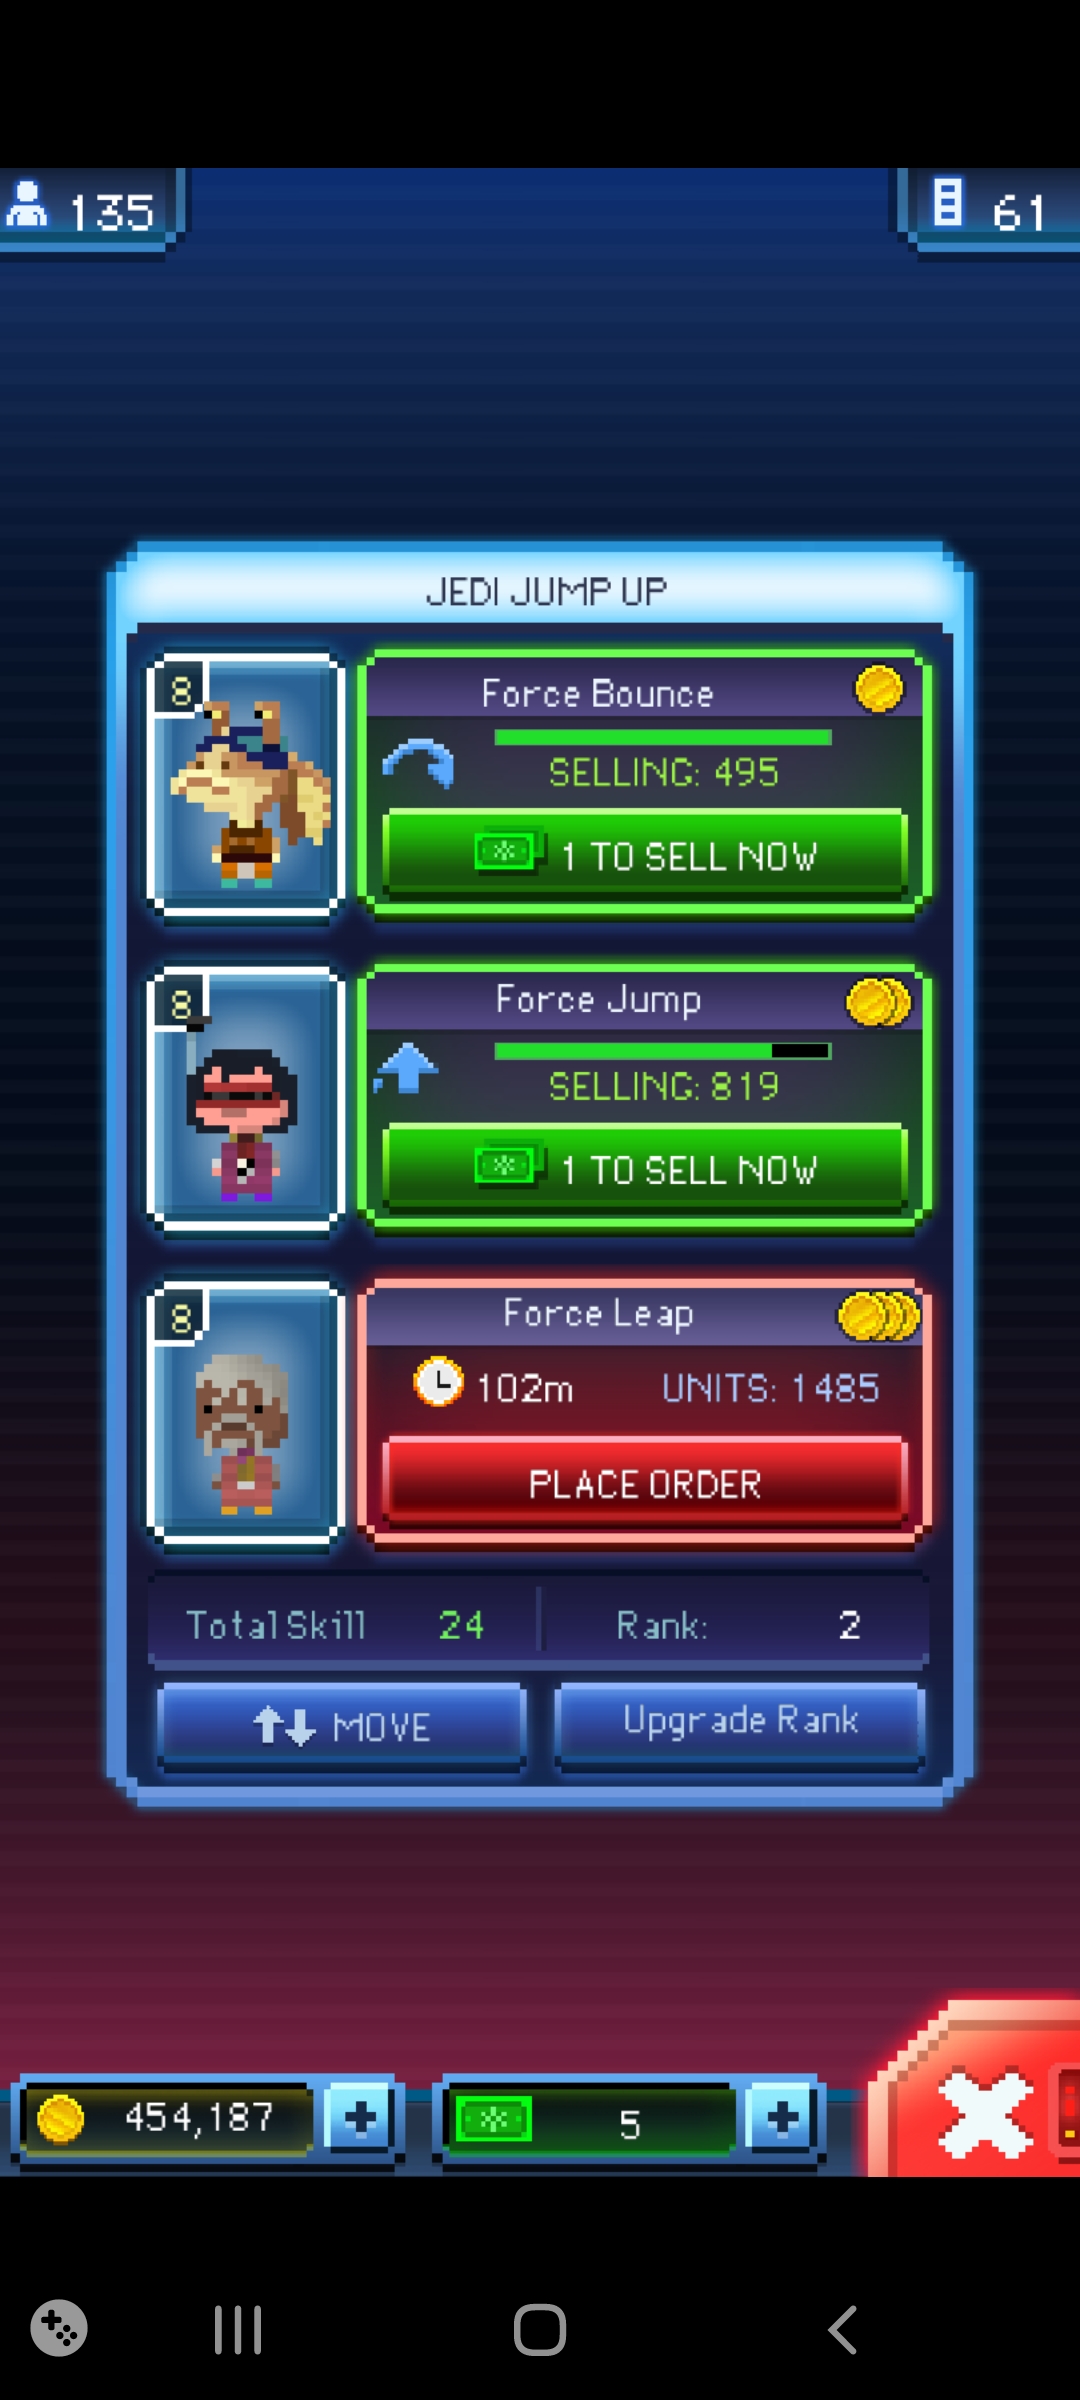 135
61
JEDI JUMP UP
8
Force Bounce
SELLING: 495
1 TO SELL NOW
8
Force Jump
SELLING: 819
1 TO SELL NOW
8
Force Leap
102m
UNITS: 1485
PLACE ORDER
Total Skill 24
Rank: 2
MOVE
Upgrade Rank
454,187
5